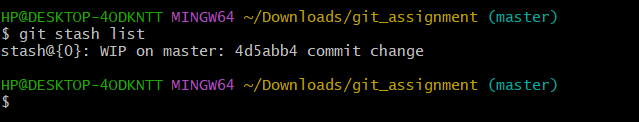 HP@DESKTOP-4ODKNTT MINGW64 ~/Downloads/git_assignment (master)
$ git stash list
stash@{0}: WIP on master: 4d5abb4 commit change
HP@DESKTOP-4ODKNTT MINGW64 ~/Downloads/git_assignment (master)
$